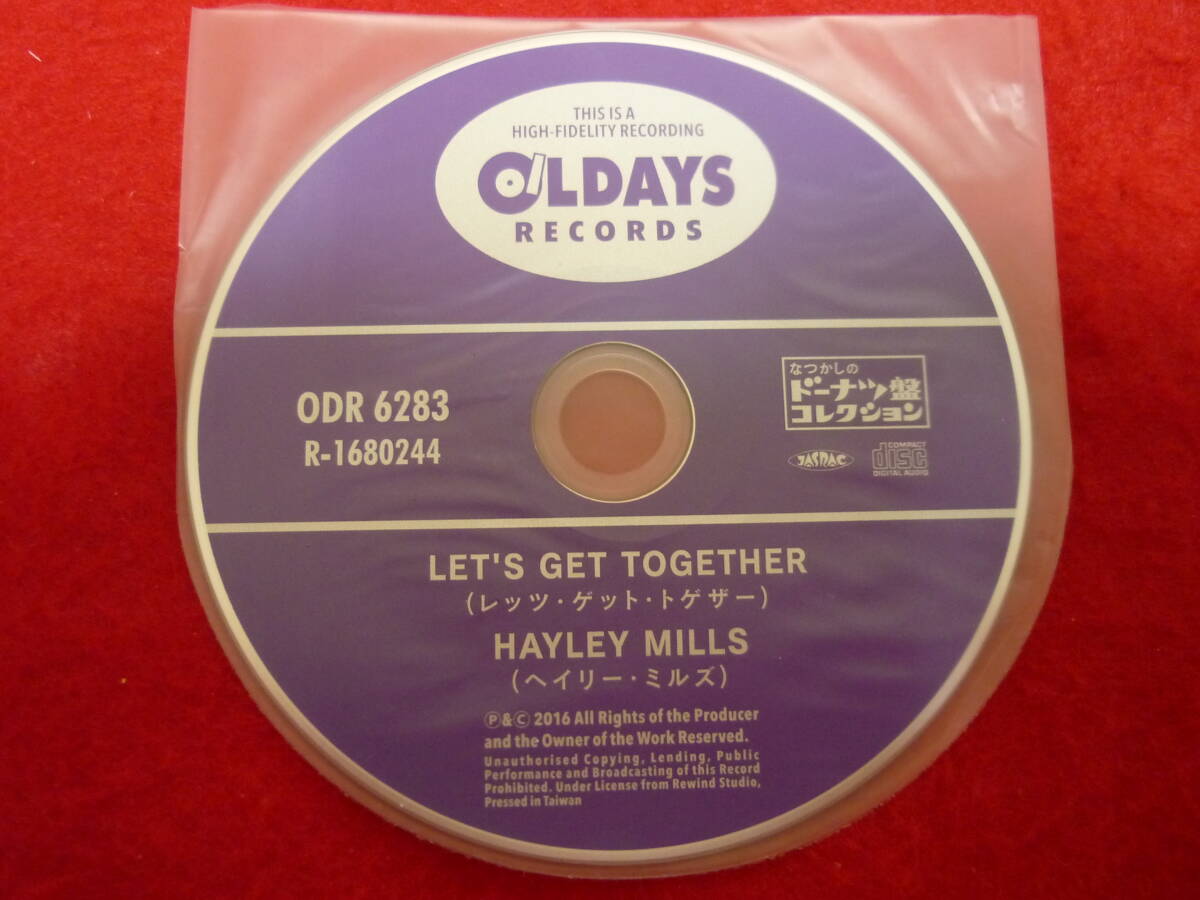 THIS IS A
HIGH-FIDELITY RECORDING
OLDAYS
RECORDS
ODR 6283
R-1680244
なつかしの
ドーナツ盤
コレクション
JASRAC
COMPACT
disc
DIGITAL AUDIO
LET'S GET TOGETHER
(レッツ・ゲット・トゲザー)
HAYLEY MILLS
(ヘイリー・ミルズ)
Ⓟ&Ⓒ 2016 All Rights of the Producer
and the Owner of the Work Reserved.
Unauthorised Copying, Lending, Public
Performance and Broadcasting of this Record
Prohibited. Under License from Rewind Studio,
Pressed in Taiwan